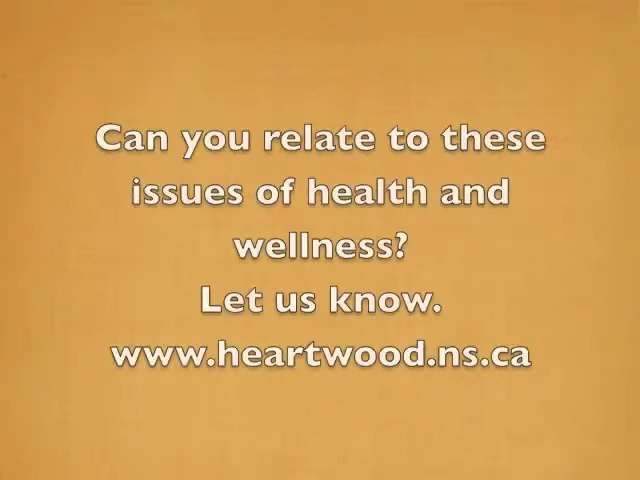 Can you relate to these
issues of health and
wellness?
Let us know.
www.heartwood.ns.ca